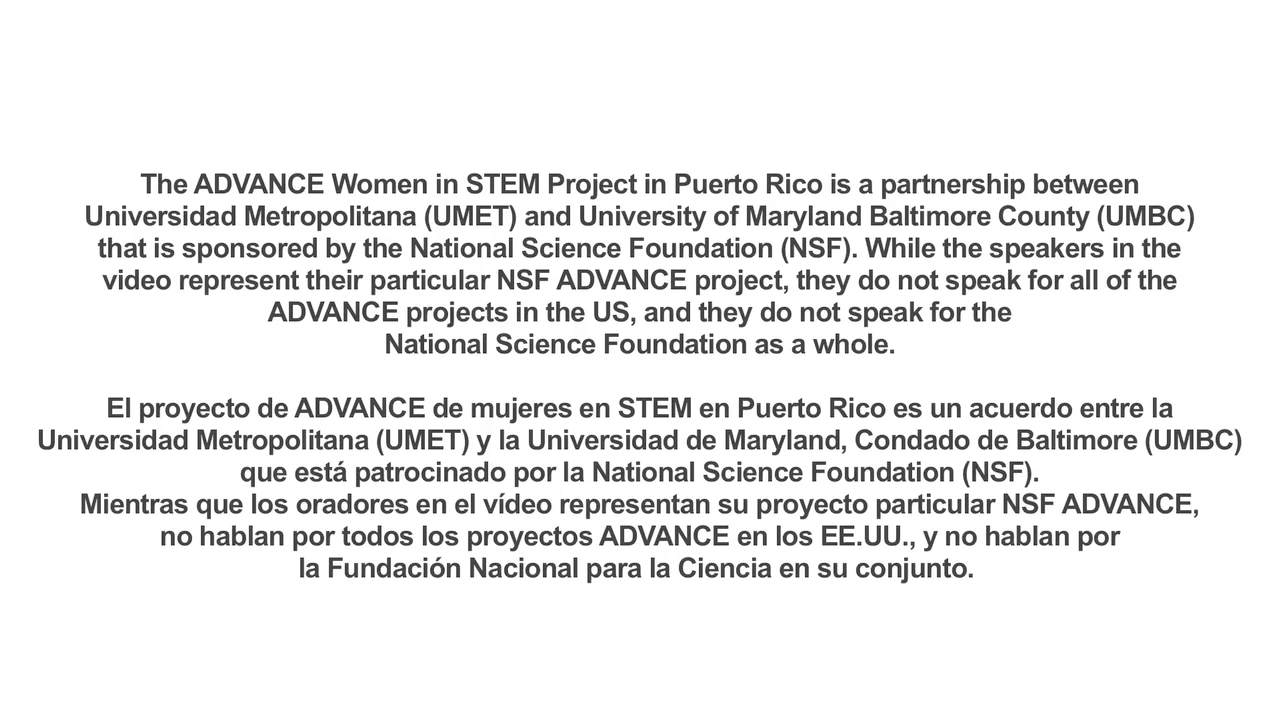 The ADVANCE Women in STEM Project in Puerto Rico is a partnership between
Universidad Metropolitana (UMET) and University of Maryland Baltimore County (UMBC)
that is sponsored by the National Science Foundation (NSF). While the speakers in the
video represent their particular NSF ADVANCE project, they do not speak for all of the
ADVANCE projects in the US, and they do not speak for the
National Science Foundation as a whole.
El proyecto de ADVANCE de mujeres en STEM en Puerto Rico es un acuerdo entre la
Universidad Metropolitana (UMET) y la Universidad de Maryland, Condado de Baltimore (UMBC)
que está patrocinado por la National Science Foundation (NSF).
Mientras que los oradores en el vídeo representan su proyecto particular NSF ADVANCE,
no hablan por todos los proyectos ADVANCE en los EE.UU., y no hablan por
la Fundación Nacional para la Ciencia en su conjunto.